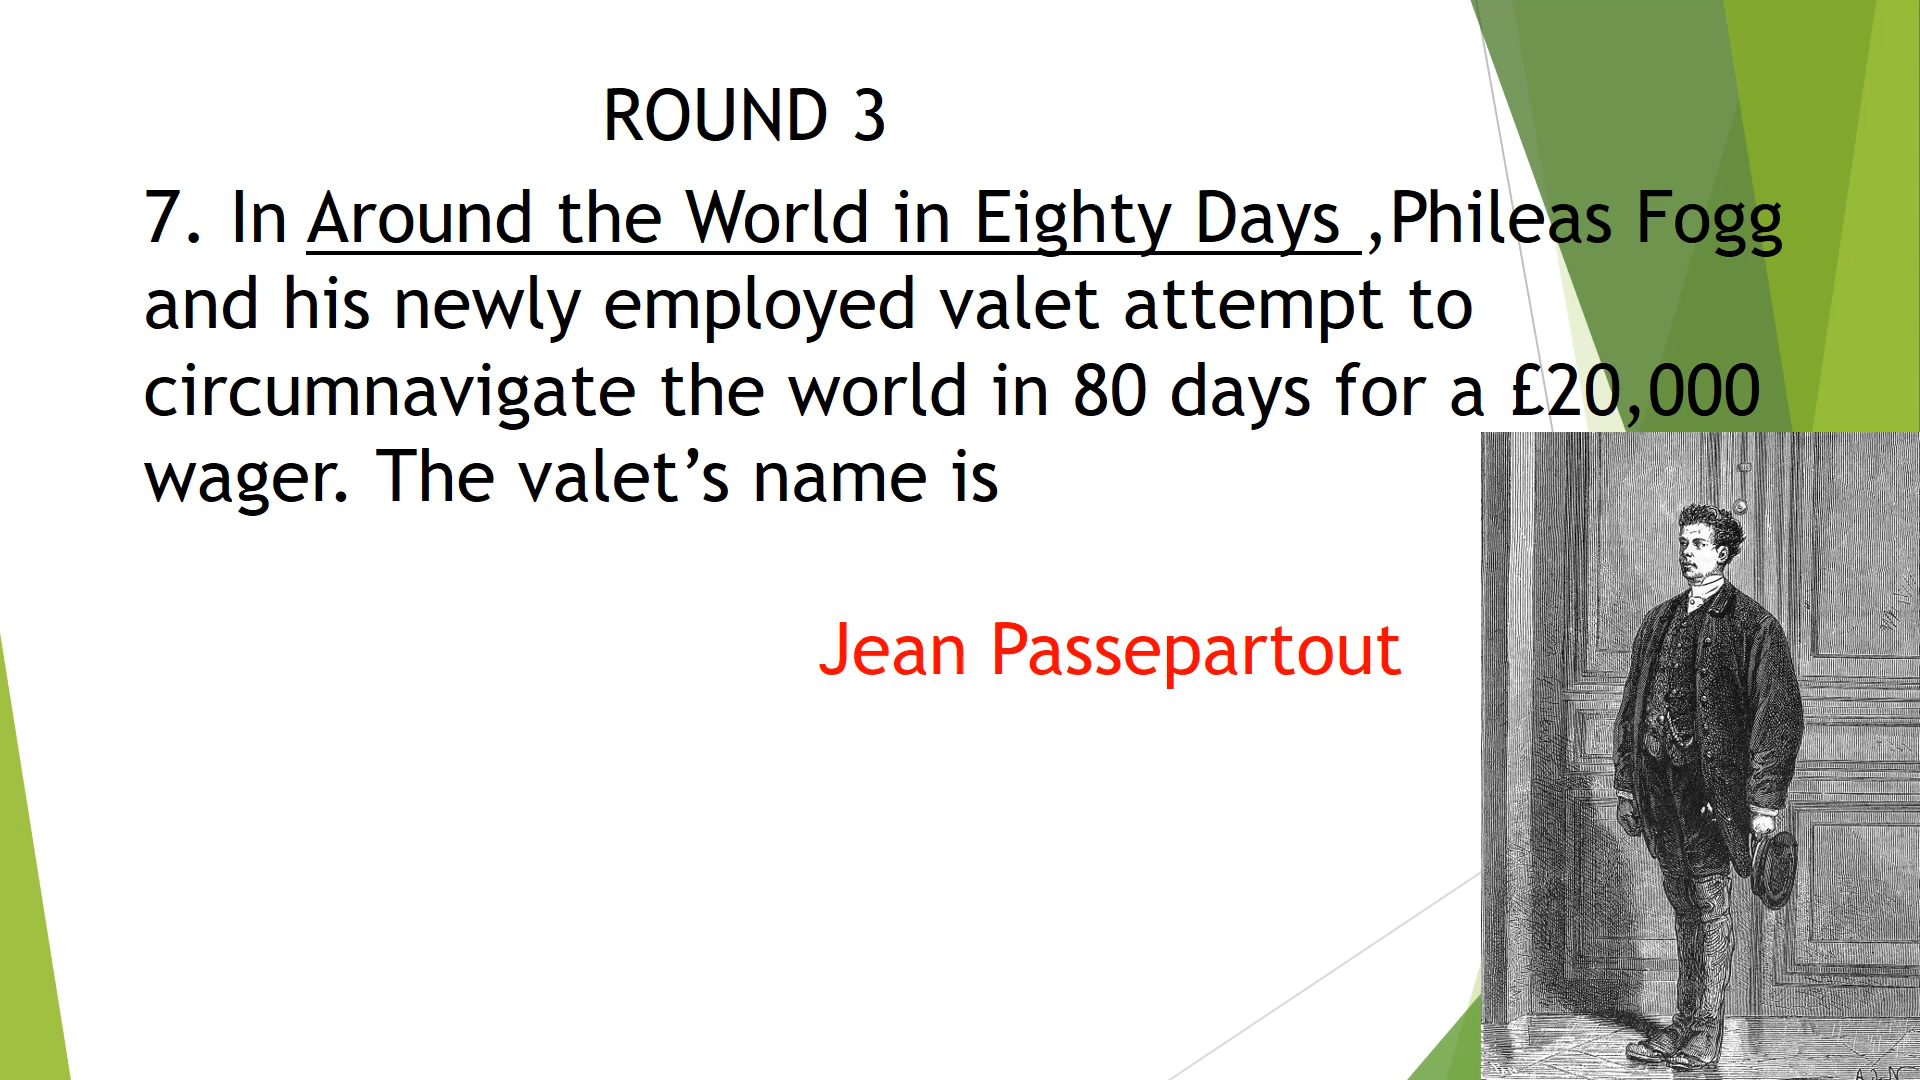 ROUND 3
7. In Around the World in Eighty Days ,Phileas Fogg
and his newly employed valet attempt to
circumnavigate the world in 80 days for a £20,000
wager. The valet’s name is
Jean Passepartout